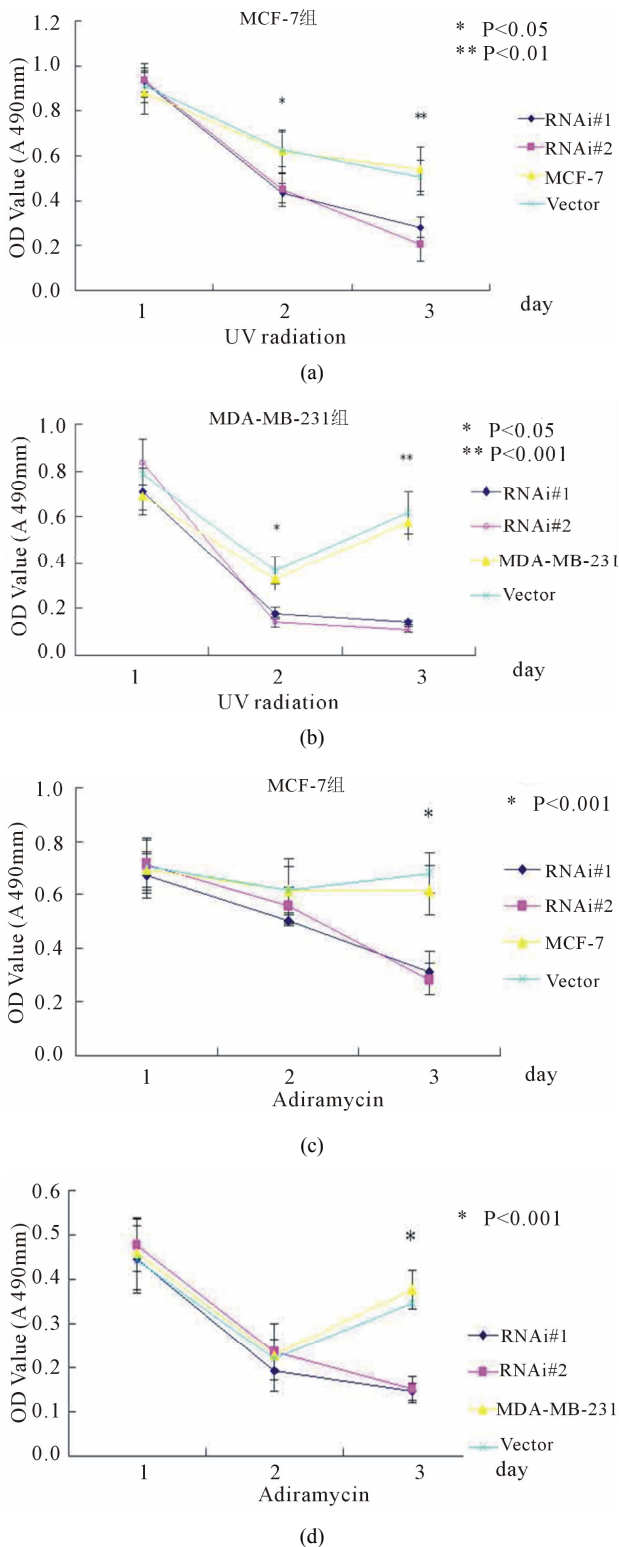 MCF-7组
* P<0.05
** P<0.01
1.2
1.0
0.8
0.6
0.4
0.2
0.0
OD Value (A 490mm)
*
**
RNAi#1
RNAi#2
MCF-7
Vector
1 2 3 day
UV radiation
(a)
MDA-MB-231组
* P<0.05
** P<0.001
1.0
0.8
0.6
0.4
0.2
0.0
OD Value (A 490mm)
*
**
RNAi#1
RNAi#2
MDA-MB-231
Vector
1 2 3 day
UV radiation
(b)
MCF-7组
* P<0.001
1.0
0.8
0.6
0.4
0.2
0.0
OD Value (A 490mm)
*
RNAi#1
RNAi#2
MCF-7
Vector
1 2 3 day
Adiramycin
(c)
* P<0.001
0.6
0.5
0.4
0.3
0.2
0.1
0.0
OD Value (A 490mm)
*
RNAi#1
RNAi#2
MDA-MB-231
Vector
1 2 3 day
Adiramycin
(d)